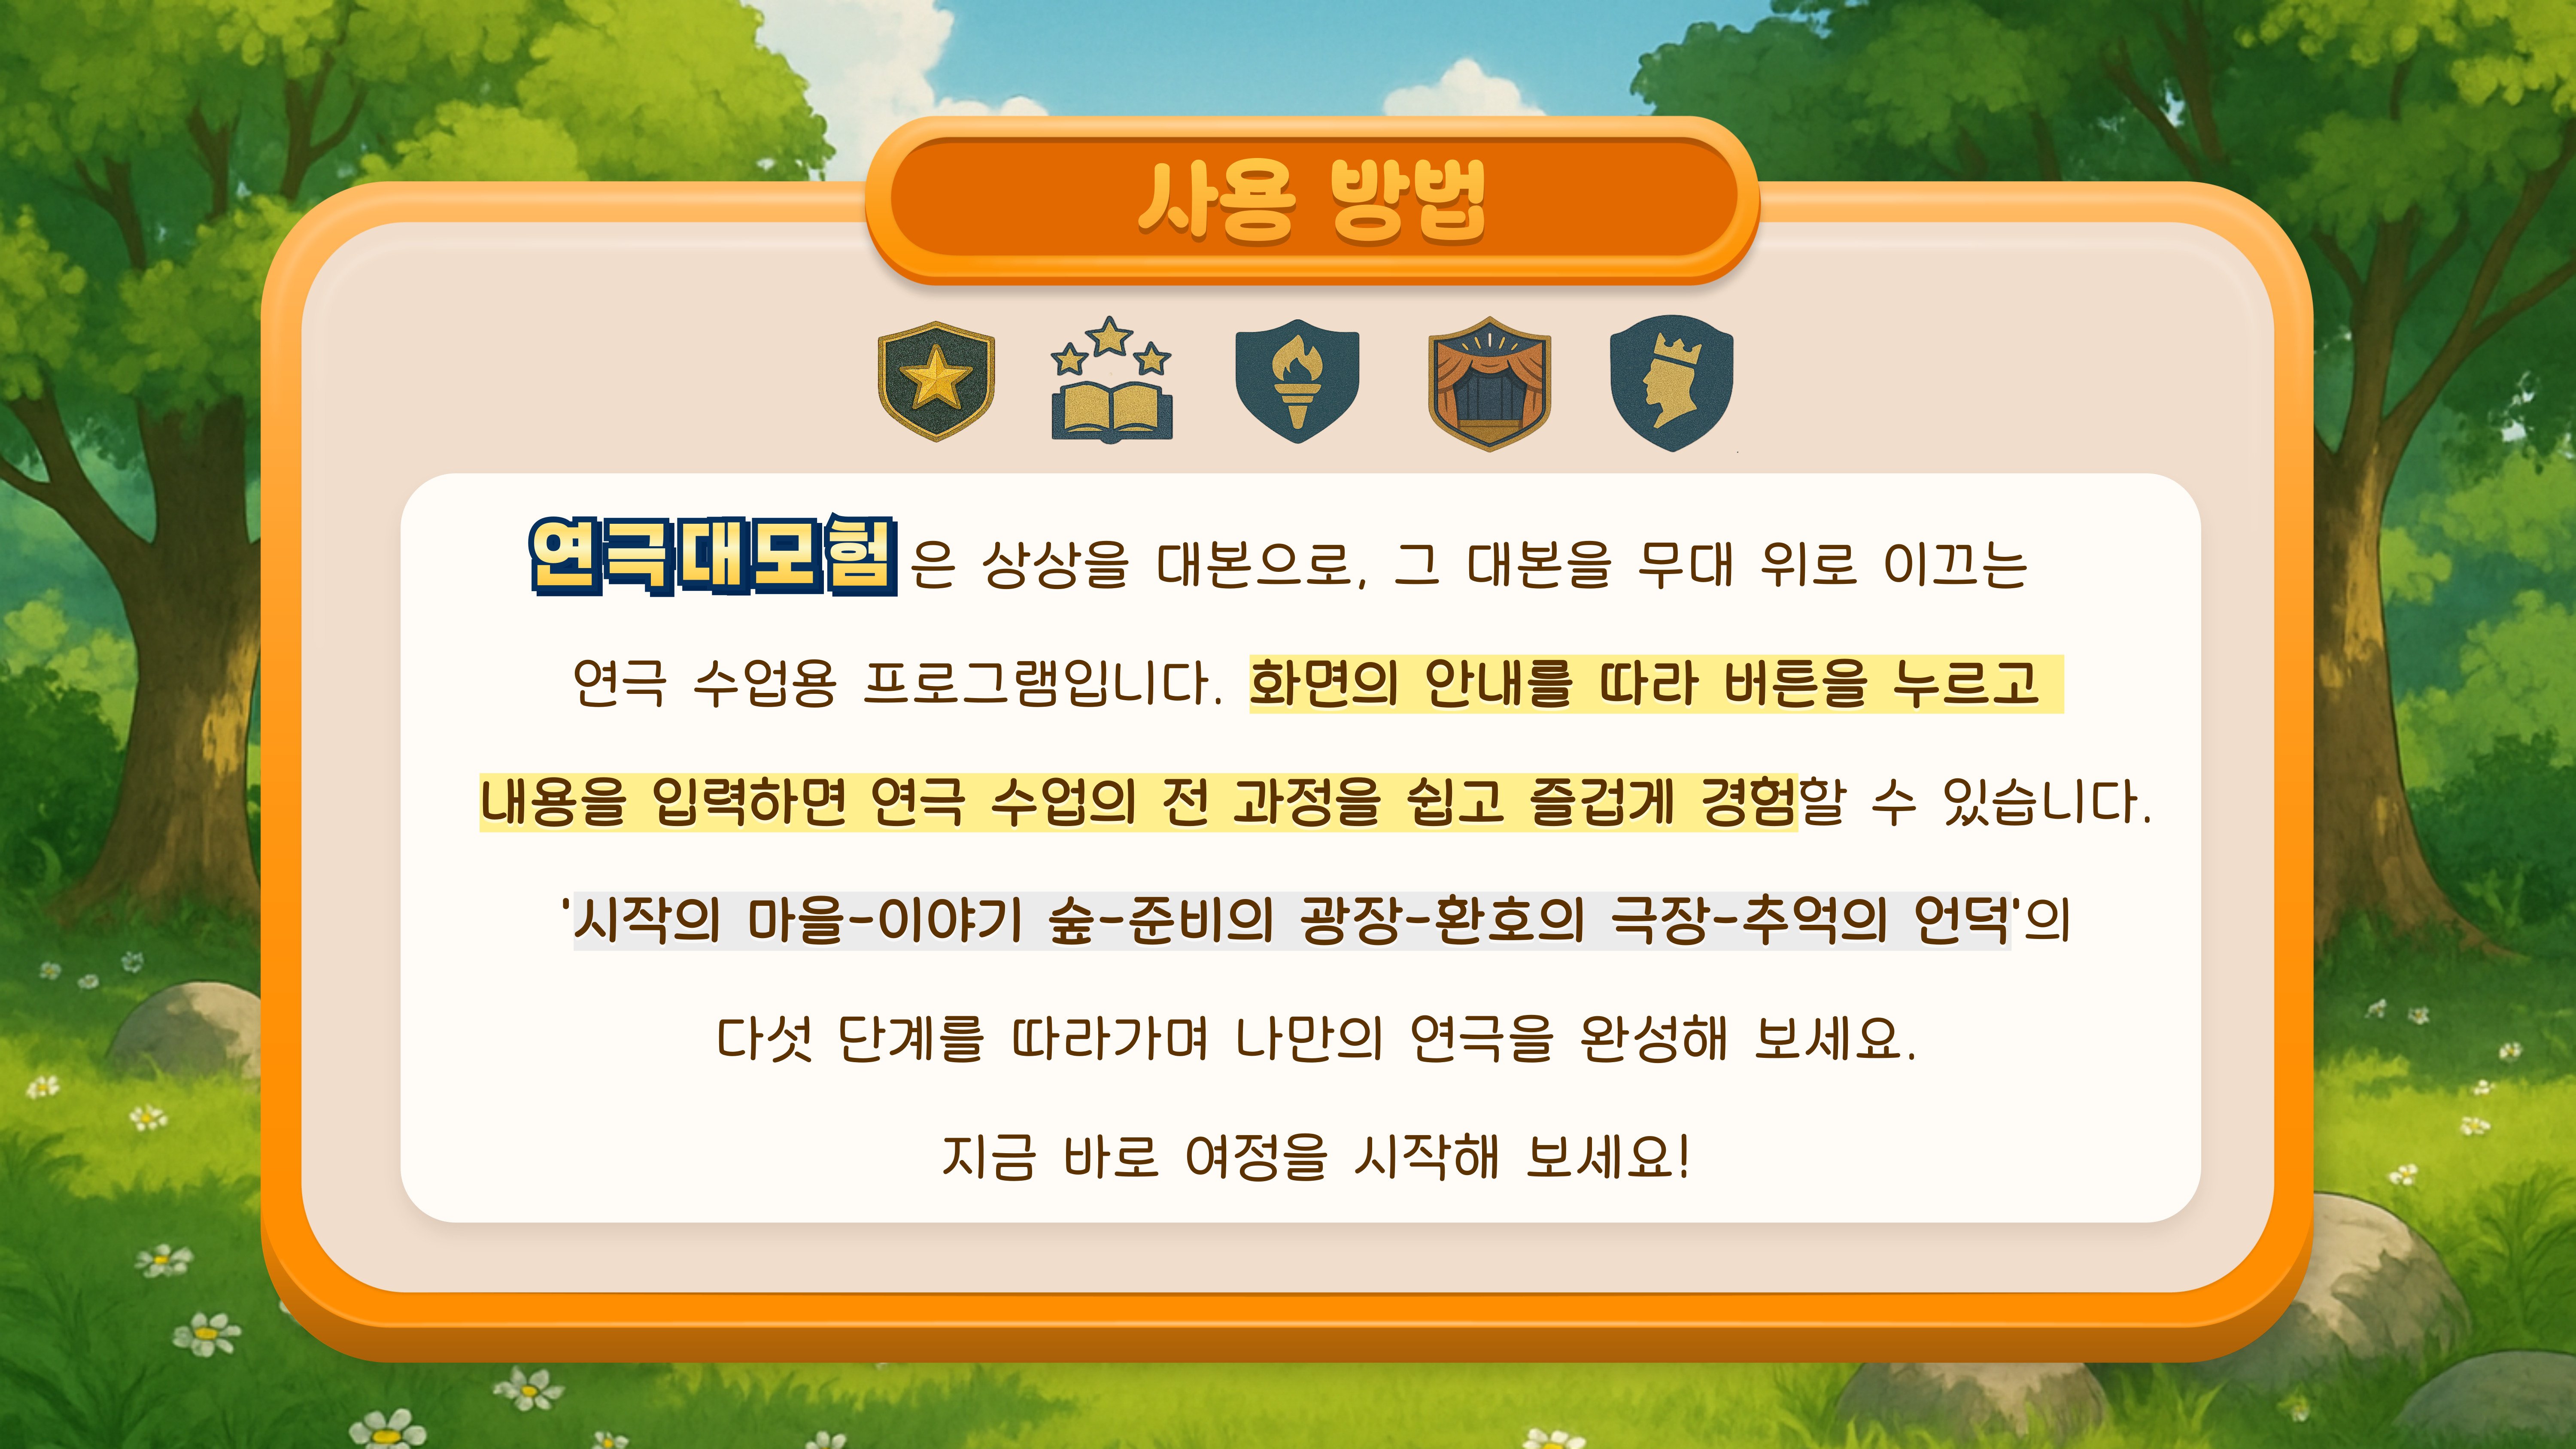 사용 방법
연극대모험은 상상을 대본으로, 그 대본을 무대 위로 이끄는
연극 수업용 프로그램입니다. 화면의 안내를 따라 버튼을 누르고
내용을 입력하면 연극 수업의 전 과정을 쉽고 즐겁게 경험할 수 있습니다.
'시작의 마을-이야기 숲-준비의 광장-환호의 극장-추억의 언덕'의
다섯 단계를 따라가며 나만의 연극을 완성해 보세요.
지금 바로 여정을 시작해 보세요!